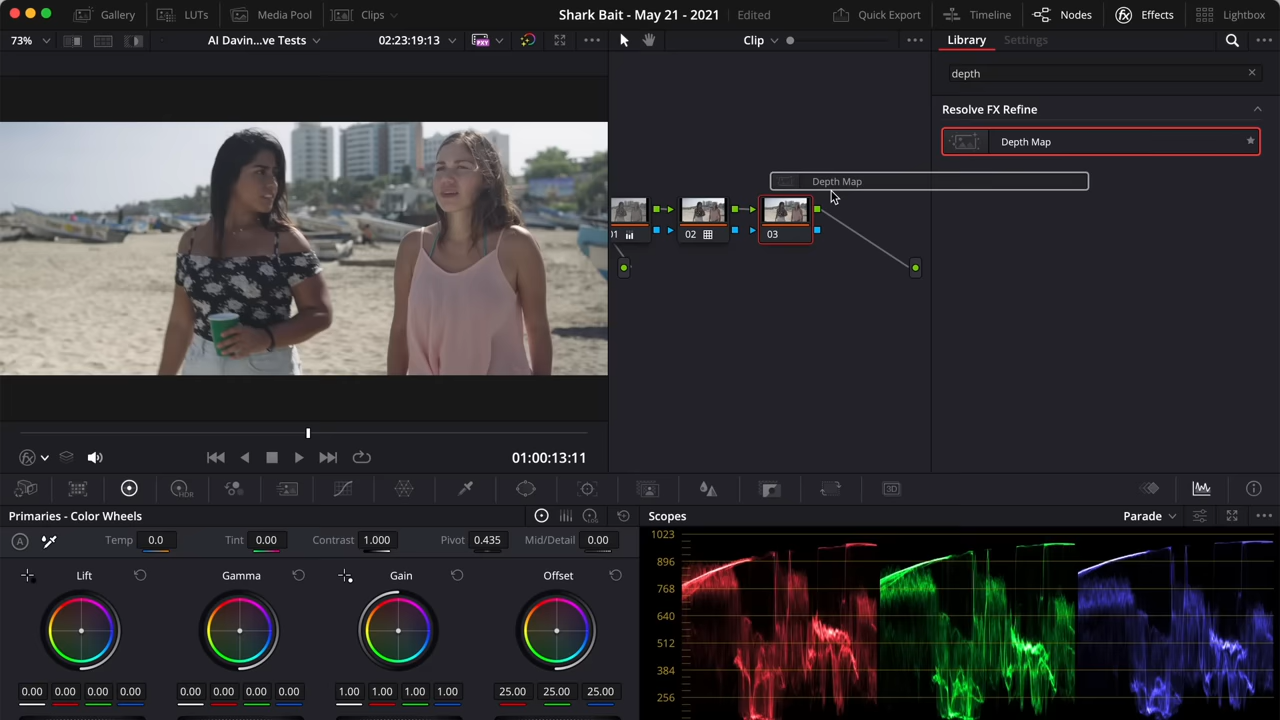 Gallery LUTs Media Pool Clips Shark Bait - May 21 - 2021 Edited Quick Export Timeline Nodes Effects Lightbox
73% AI Davin...ve Tests 02:23:19:13 PXY Clip Library Settings
depth
Resolve FX Refine
Depth Map
Depth Map
01 02 03
01:00:13:11
HDR 3D
Primaries - Color Wheels LOG Scopes Parade
A Temp 0.0 Tint 0.00 Contrast 1.000 Pivot 0.435 Mid/Detail 0.00
Lift Gamma Gain Offset
0.00 0.00 0.00 0.00 0.00 0.00 0.00 0.00 1.00 1.00 1.00 1.00 25.00 25.00 25.00
1023
896
768
640
512
384
256